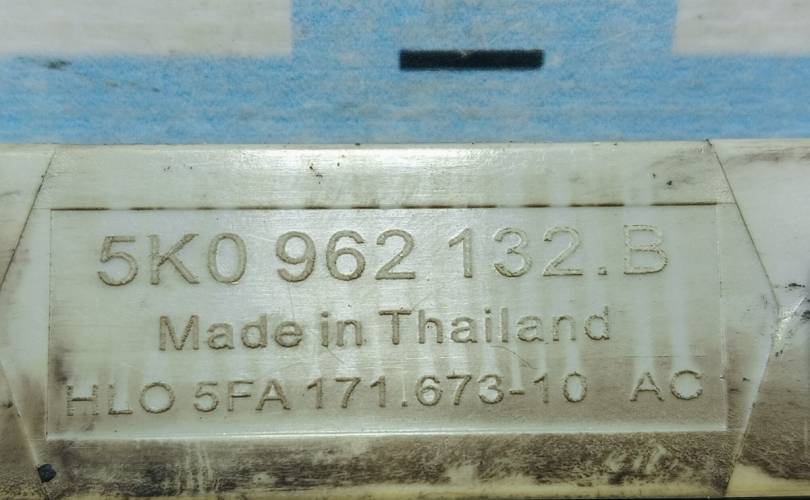 5K0 962 132.B
Made in Thailand
HLO 5FA 171.673-10 AC